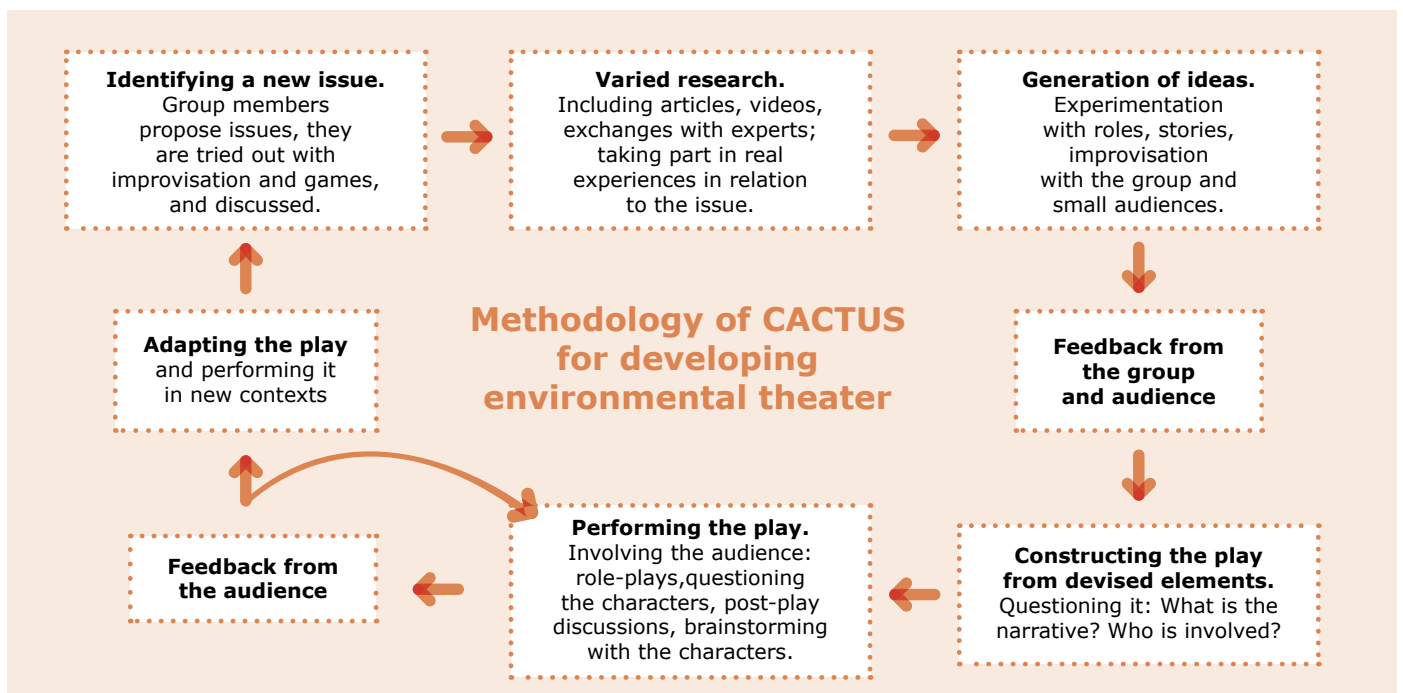 Identifying a new issue.
Group members
propose issues, they
are tried out with
improvisation and games,
and discussed.
Varied research.
Including articles, videos,
exchanges with experts;
taking part in real
experiences in relation
to the issue.
Generation of ideas.
Experimentation
with roles, stories,
improvisation
with the group and
small audiences.
Methodology of CACTUS
for developing
environmental theater
Feedback from
the group
and audience
Constructing the play
from devised elements.
Questioning it: What is the
narrative? Who is involved?
Performing the play.
Involving the audience:
role-plays,questioning
the characters, post-play
discussions, brainstorming
with the characters.
Feedback from
the audience
Adapting the play
and performing it
in new contexts